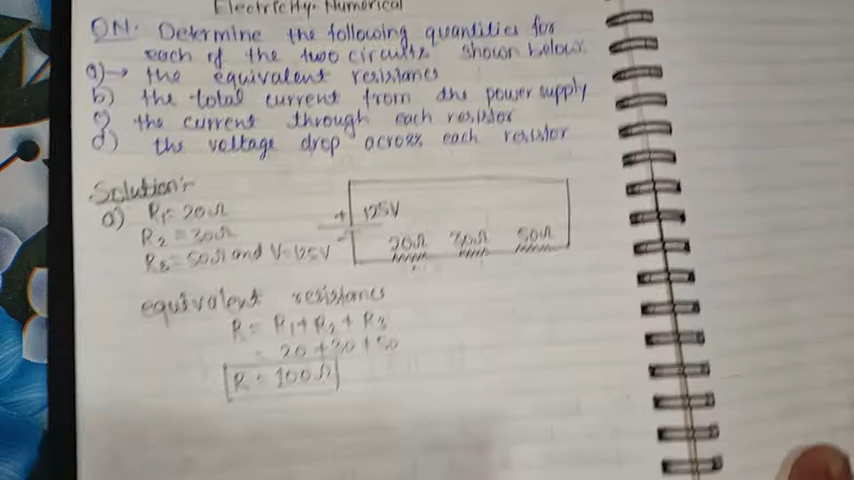 Electricity- Numerical
QN. Determine the following quantities for
each of the two circuits shown below.
a)→ the equivalent resistance
b) the total current from the power supply
c) the current through each resistor
d) the voltage drop across each resistor
Solution:-
a) R1= 20Ω
R2 = 30Ω
R3 = 50Ω and V=125V
+ 125V
-
20Ω 30Ω 50Ω
equivalent resistance
R = R1+R2+R3
= 20+30+50
R = 100Ω